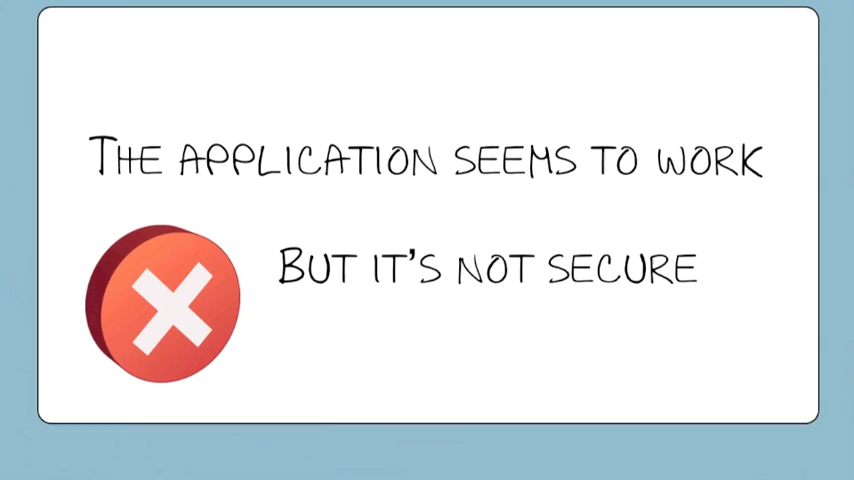 THE APPLICATION SEEMS TO WORK
BUT IT'S NOT SECURE